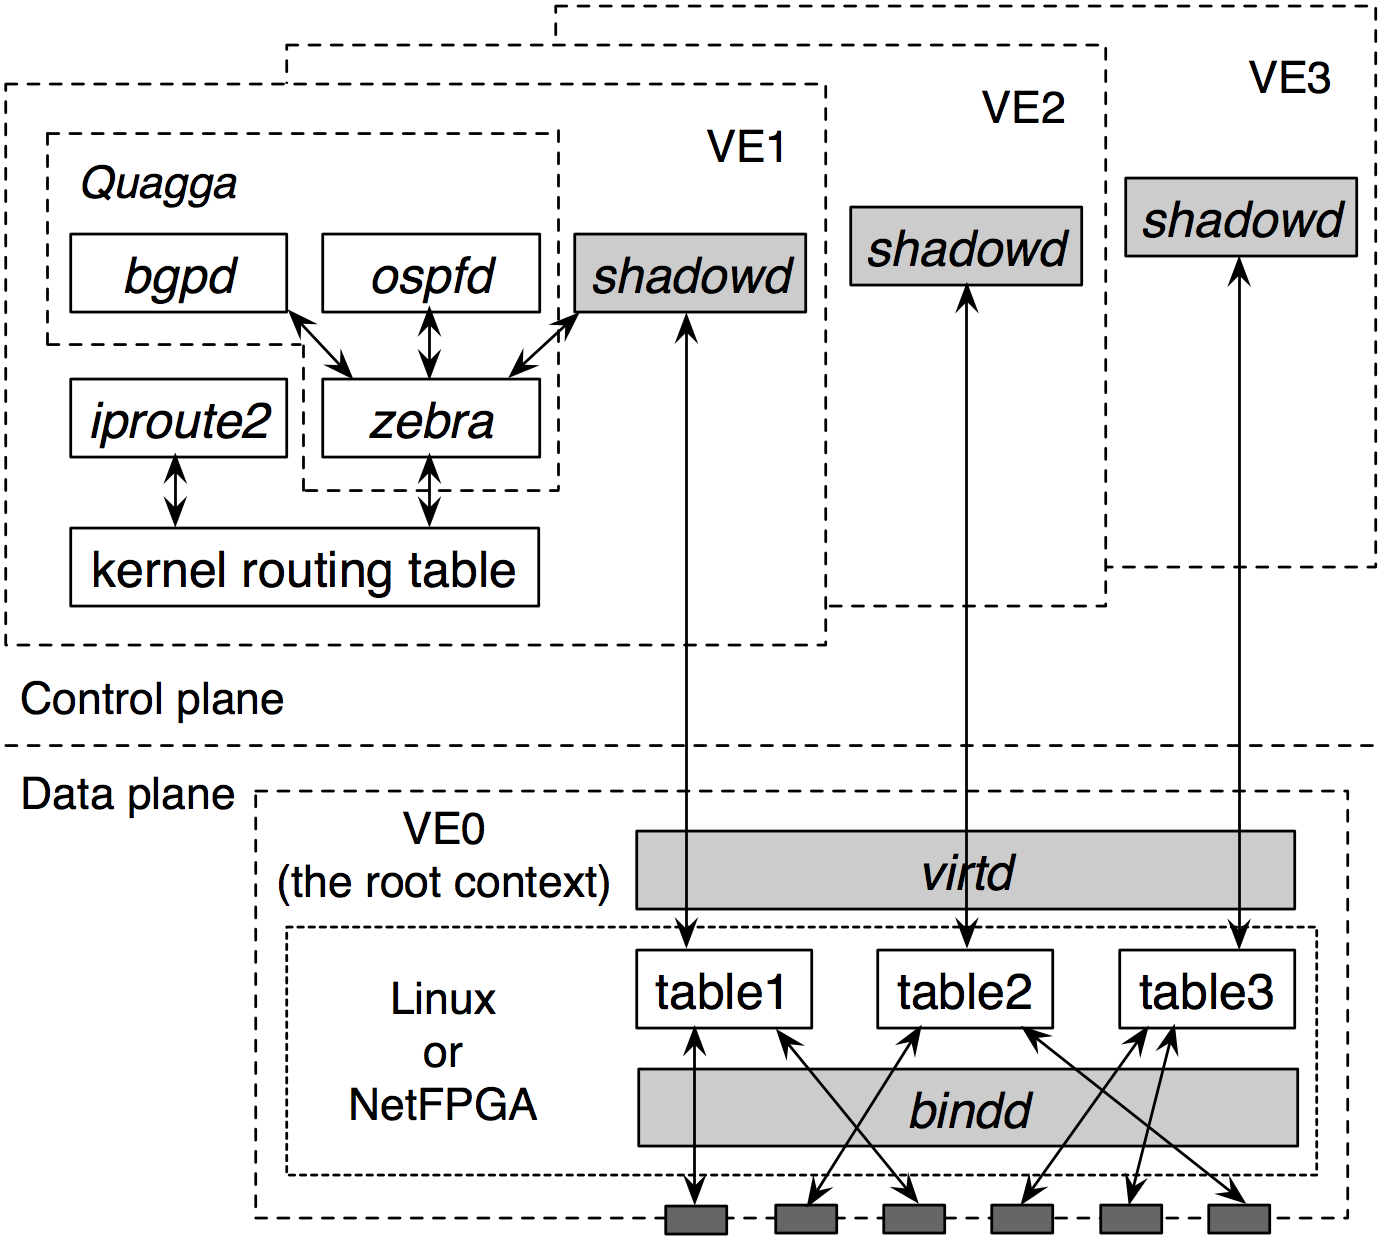 VE3
VE2
VE1
Quagga
shadowd
shadowd
bgpd
ospfd
shadowd
iproute2
zebra
kernel routing table
Control plane
Data plane
VE0
(the root context)
virtd
Linux
or
NetFPGA
table1
table2
table3
bindd